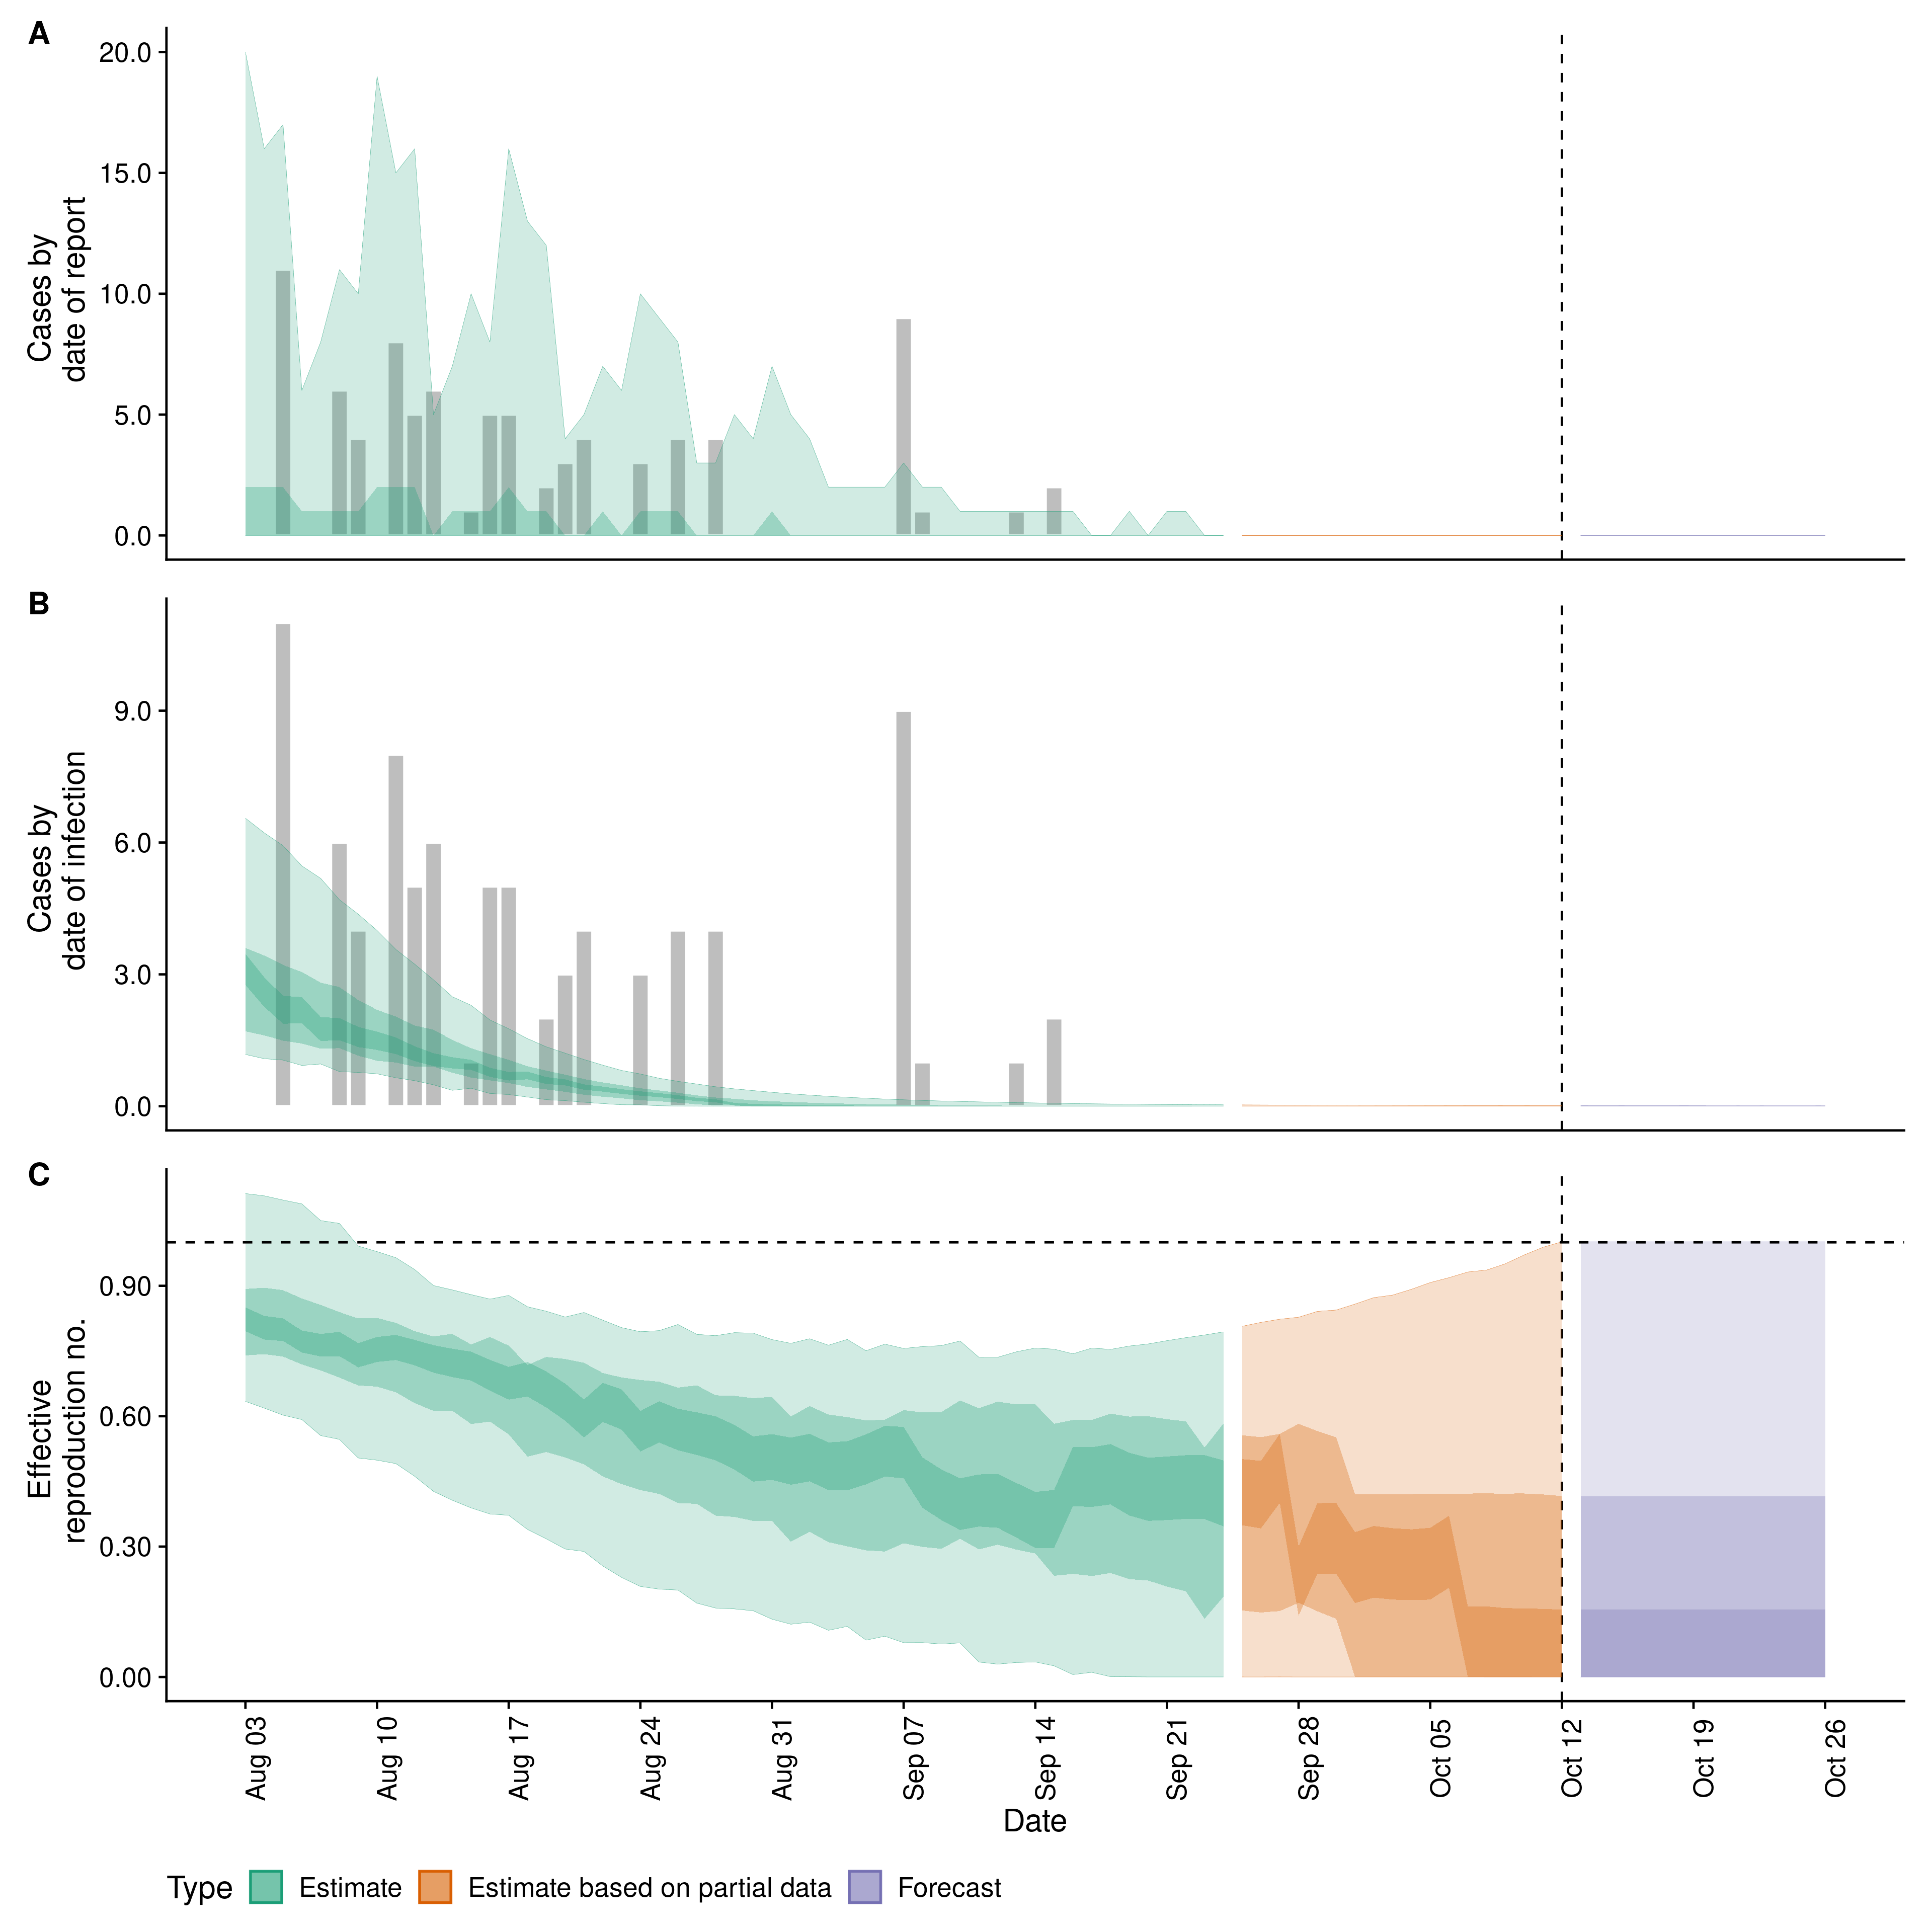 A
20.0
15.0
10.0
5.0
0.0
Cases by
date of report
B
9.0
6.0
3.0
0.0
Cases by
date of infection
C
0.90
0.60
0.30
0.00
Effective
reproduction no.
Aug 03
Aug 10
Aug 17
Aug 24
Aug 31
Sep 07
Sep 14
Sep 21
Sep 28
Oct 05
Oct 12
Oct 19
Oct 26
Date
Type Estimate Estimate based on partial data Forecast